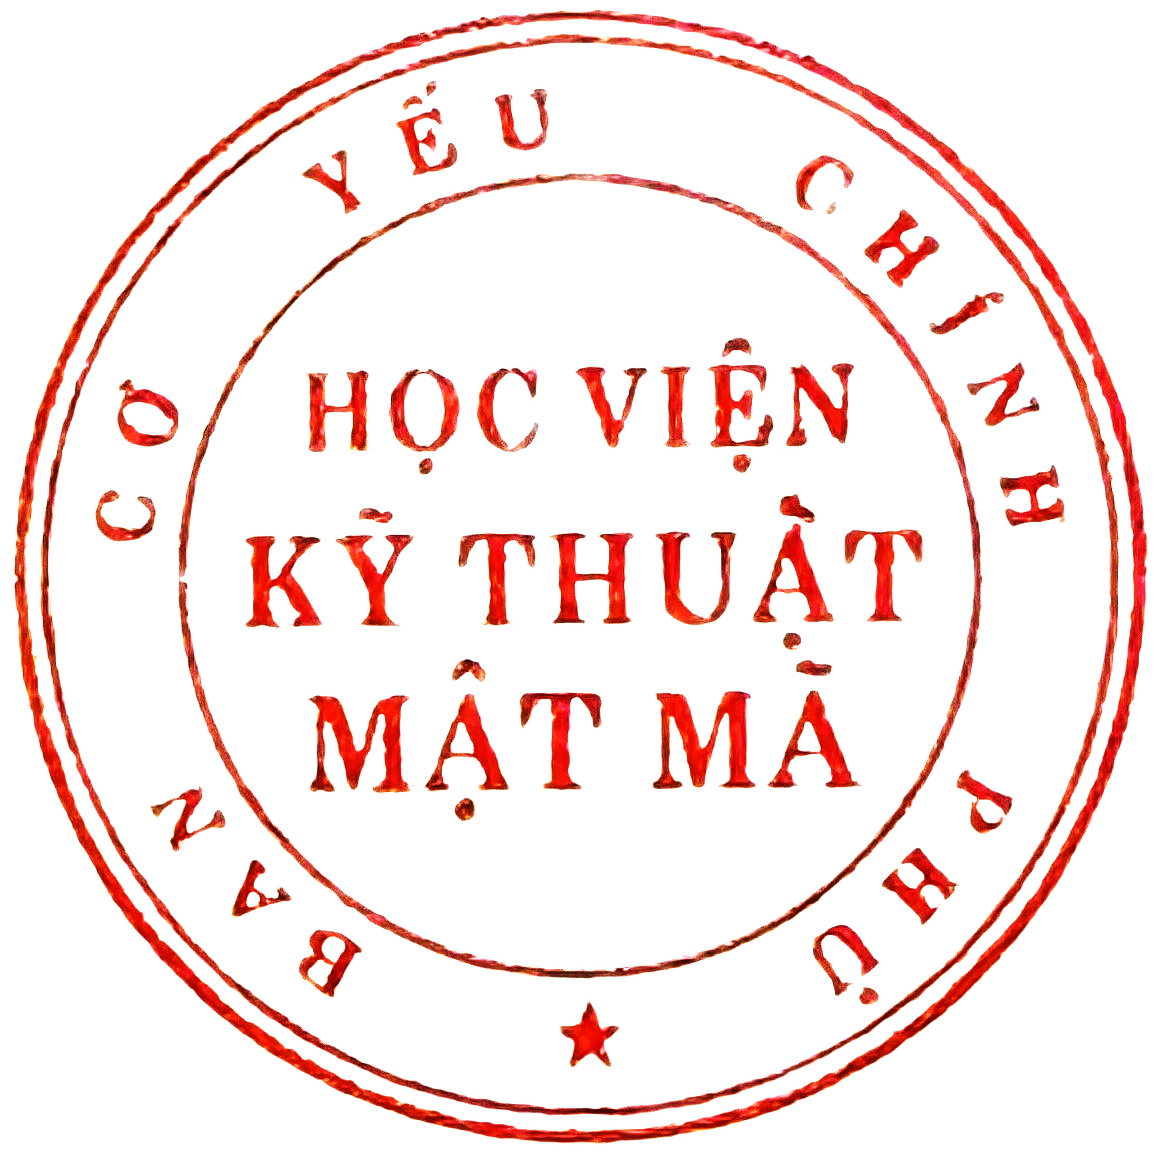 BAN CƠ YẾU CHÍNH PHỦ
HỌC VIỆN
KỸ THUẬT
MẬT MÃ